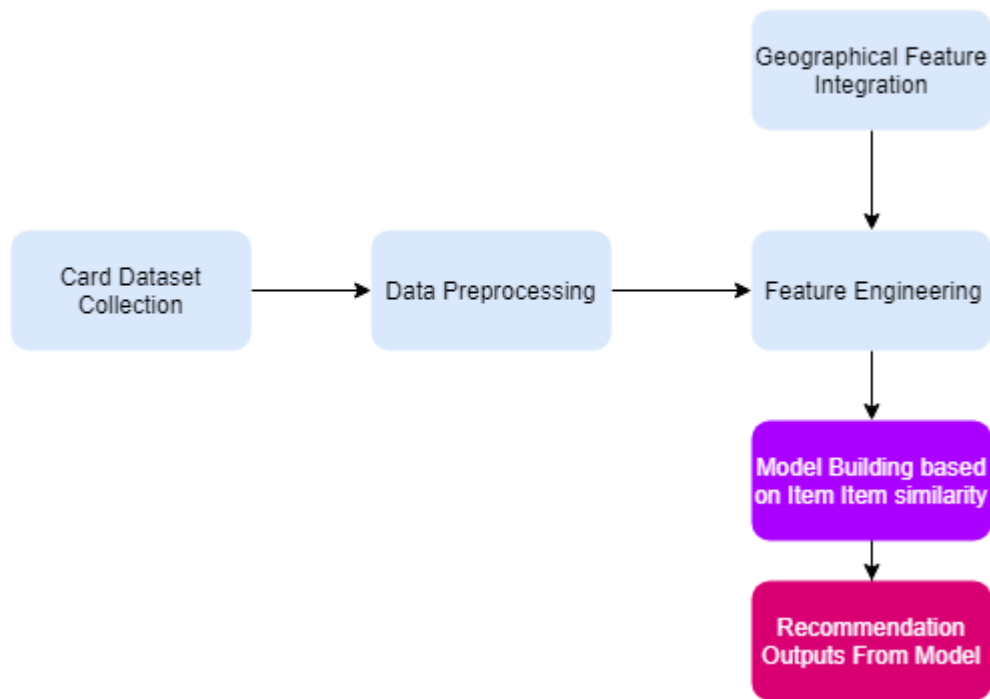 Geographical Feature
Integration
Card Dataset
Collection
Data Preprocessing
Feature Engineering
Model Building based
on Item Item similarity
Recommendation
Outputs From Model